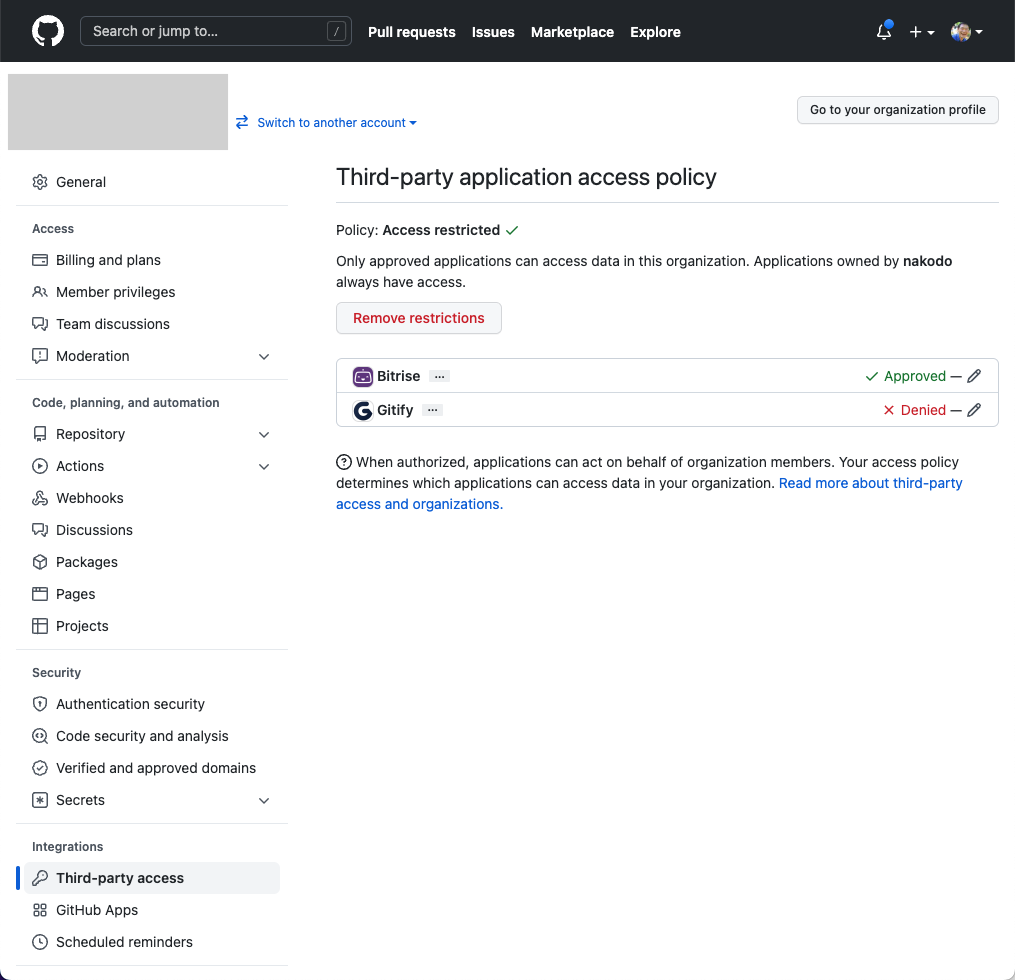 Search or jump to...
/
Pull requests
Issues
Marketplace
Explore
Switch to another account
Go to your organization profile
General
Access
Billing and plans
Member privileges
Team discussions
Moderation
Code, planning, and automation
Repository
Actions
Webhooks
Discussions
Packages
Pages
Projects
Security
Authentication security
Code security and analysis
Verified and approved domains
Secrets
Integrations
Third-party access
GitHub Apps
Scheduled reminders
Third-party application access policy
Policy: Access restricted ✓
Only approved applications can access data in this organization. Applications owned by nakodo
always have access.
Remove restrictions
Bitrise ... ✓ Approved —
Gitify ... ✕ Denied —
When authorized, applications can act on behalf of organization members. Your access policy
determines which applications can access data in your organization. Read more about third-party
access and organizations.